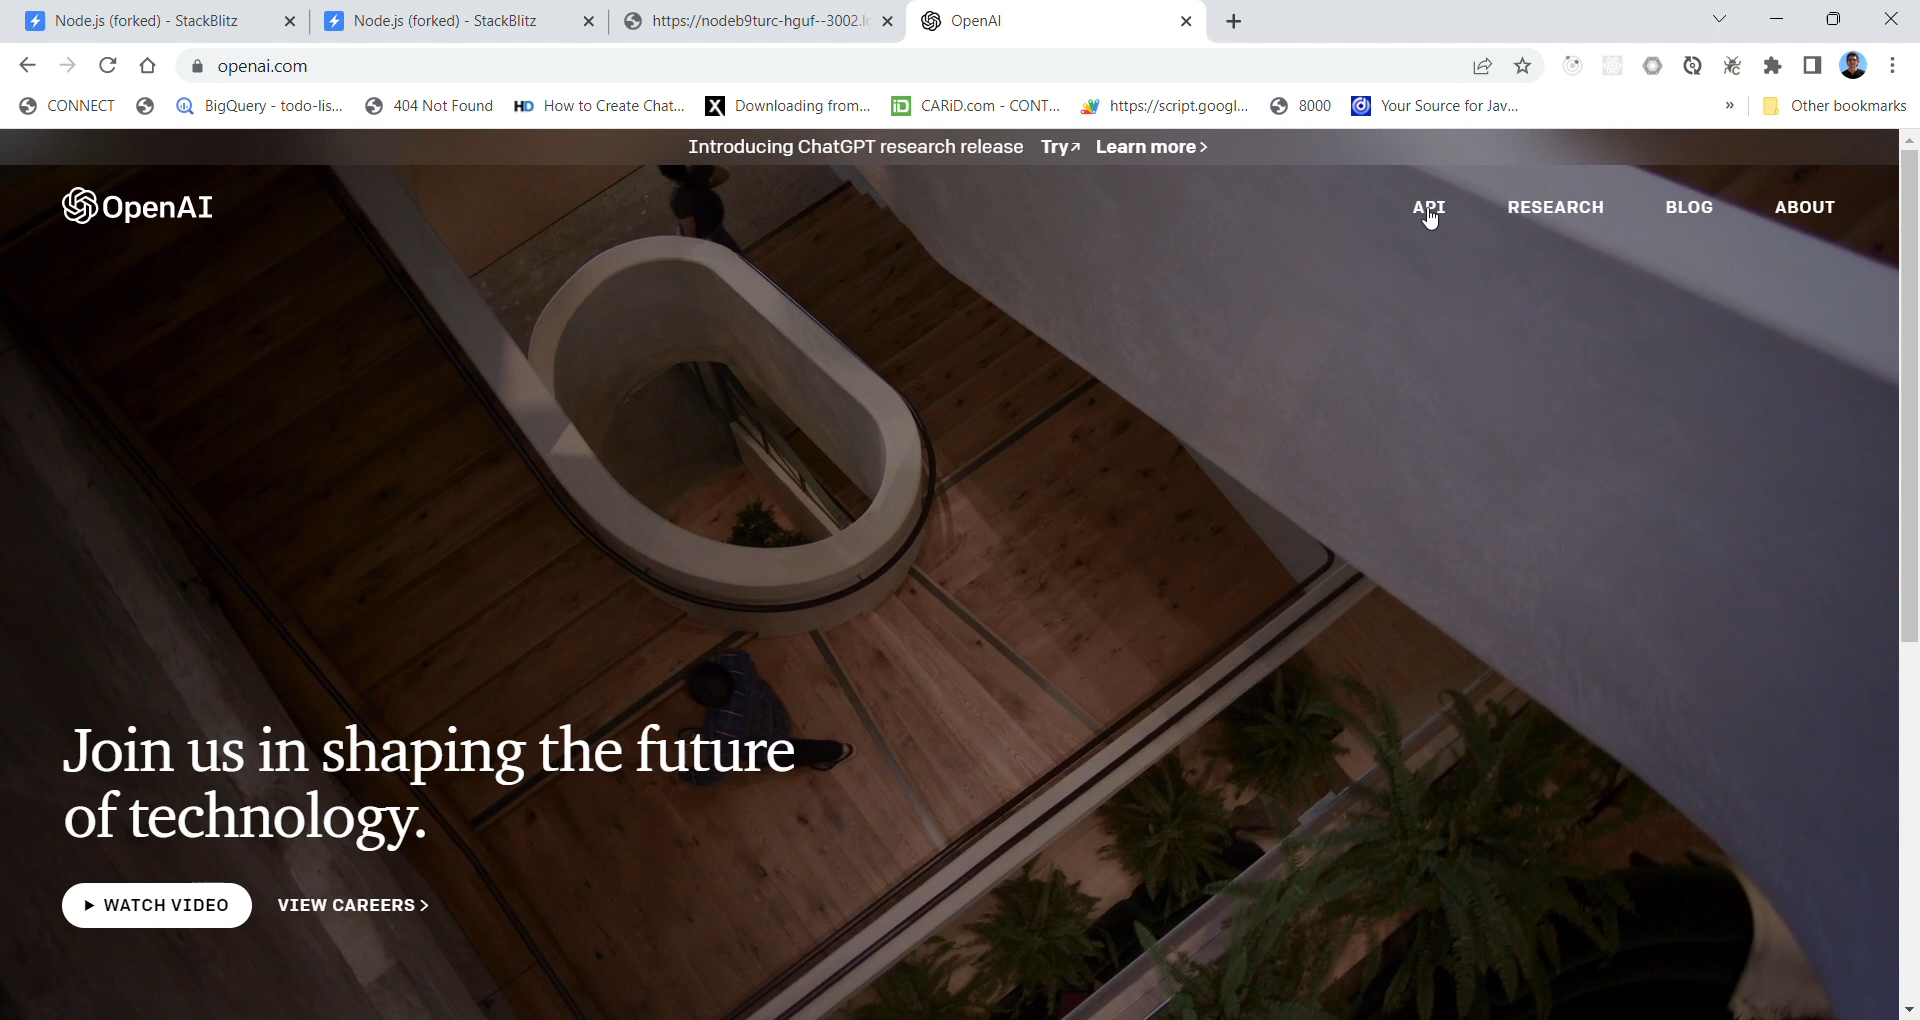 Node.js (forked) - StackBlitz
Node.js (forked) - StackBlitz
https://nodeb9turc-hguf--3002.lo
OpenAI
openai.com
CONNECT
BigQuery - todo-lis...
404 Not Found
HD How to Create Chat...
X Downloading from...
iD CARiD.com - CONT...
https://script.googl...
8000
Your Source for Jav...
»
Other bookmarks
Introducing ChatGPT research release Try↗ Learn more >
OpenAI
API
RESEARCH
BLOG
ABOUT
Join us in shaping the future
of technology.
WATCH VIDEO
VIEW CAREERS >